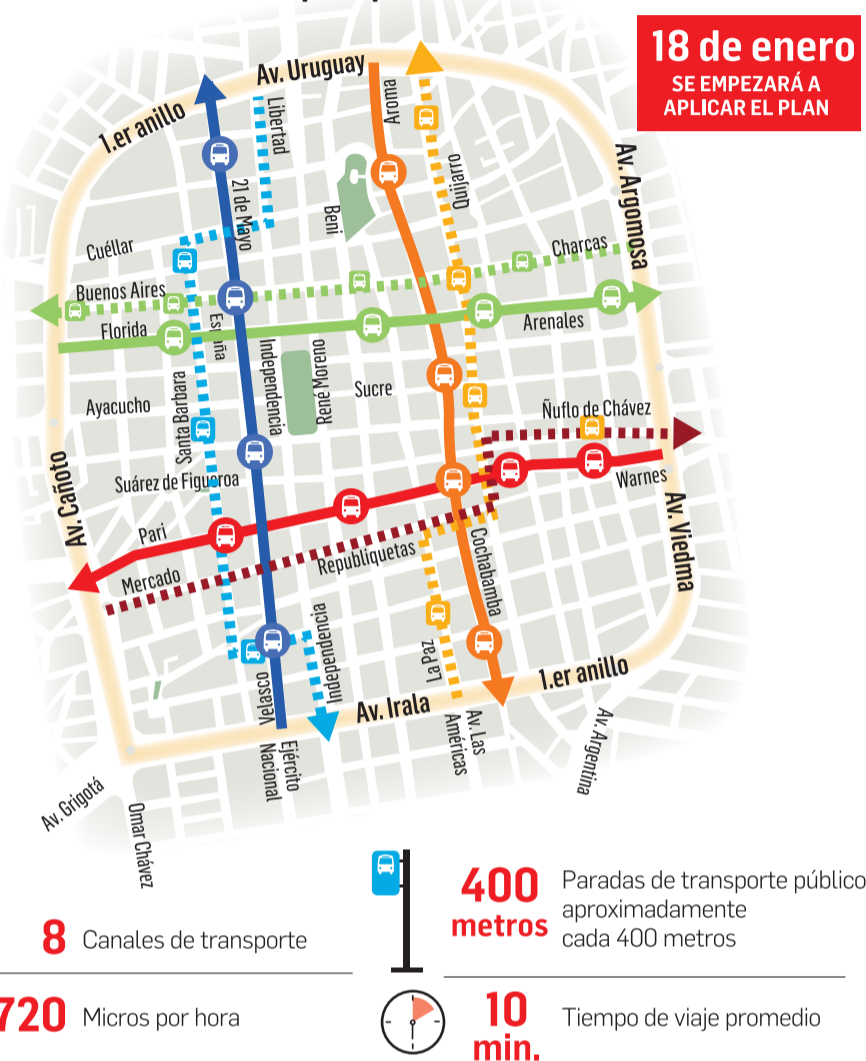 18 de enero
SE EMPEZARÁ A
APLICAR EL PLAN
Av. Uruguay
1.er anillo
Libertad
Aroma
Quijarro
21 de Mayo
Beni
Av. Argomosa
Cuéllar
Charcas
Buenos Aires
Florida
España
Arenales
Independencia
René Moreno
Sucre
Ayacucho
Santa Barbara
Ñuflo de Chávez
Suárez de Figueroa
Warnes
Av. Cañoto
Pari
Av. Viedma
Mercado
Republiquetas
Cochabamba
Independencia
La Paz
Velasco
1.er anillo
Av. Irala
Ejército
Nacional
Av. Las
Américas
Av. Argentina
Av. Grigotá
Omar Chávez
8 Canales de transporte
400
metros
Paradas de transporte público
aproximadamente
cada 400 metros
720 Micros por hora
10
min.
Tiempo de viaje promedio